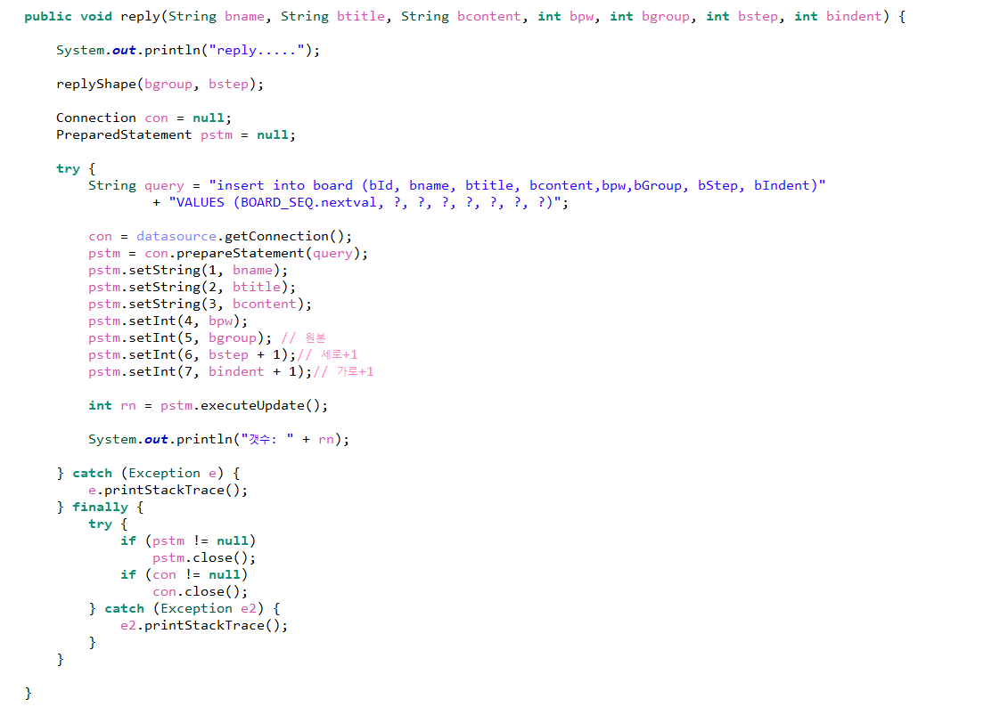 public void reply(String bname, String btitle, String bcontent, int bpw, int bgroup, int bstep, int bindent) {
System.out.println("reply.....");
replyShape(bgroup, bstep);
Connection con = null;
PreparedStatement pstm = null;
try {
String query = "insert into board (bId, bname, btitle, bcontent,bpw,bGroup, bStep, bIndent)"
+ "VALUES (BOARD_SEQ.nextval, ?, ?, ?, ?, ?, ?, ?)";
con = datasource.getConnection();
pstm = con.prepareStatement(query);
pstm.setString(1, bname);
pstm.setString(2, btitle);
pstm.setString(3, bcontent);
pstm.setInt(4, bpw);
pstm.setInt(5, bgroup); // 원본
pstm.setInt(6, bstep + 1);// 세로+1
pstm.setInt(7, bindent + 1);// 가로+1
int rn = pstm.executeUpdate();
System.out.println("갯수: " + rn);
} catch (Exception e) {
e.printStackTrace();
} finally {
try {
if (pstm != null)
pstm.close();
if (con != null)
con.close();
} catch (Exception e2) {
e2.printStackTrace();
}
}
}